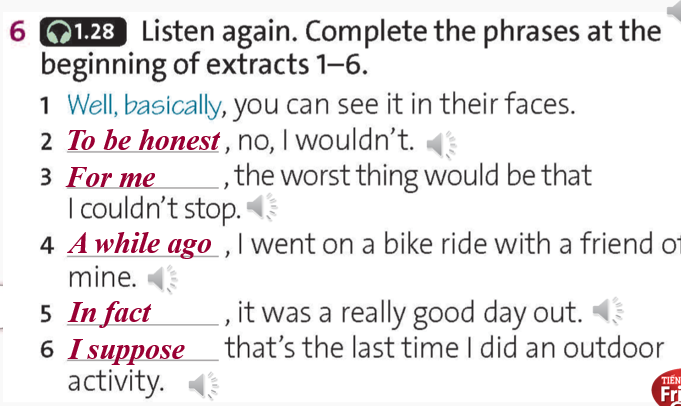 6 1.28 Listen again. Complete the phrases at the
beginning of extracts 1–6.
1 Well, basically, you can see it in their faces.
2 To be honest, no, I wouldn't.
3 For me, the worst thing would be that
I couldn't stop.
4 A while ago, I went on a bike ride with a friend of
mine.
5 In fact, it was a really good day out.
6 I suppose that's the last time I did an outdoor
activity.
TIẾN
Fri